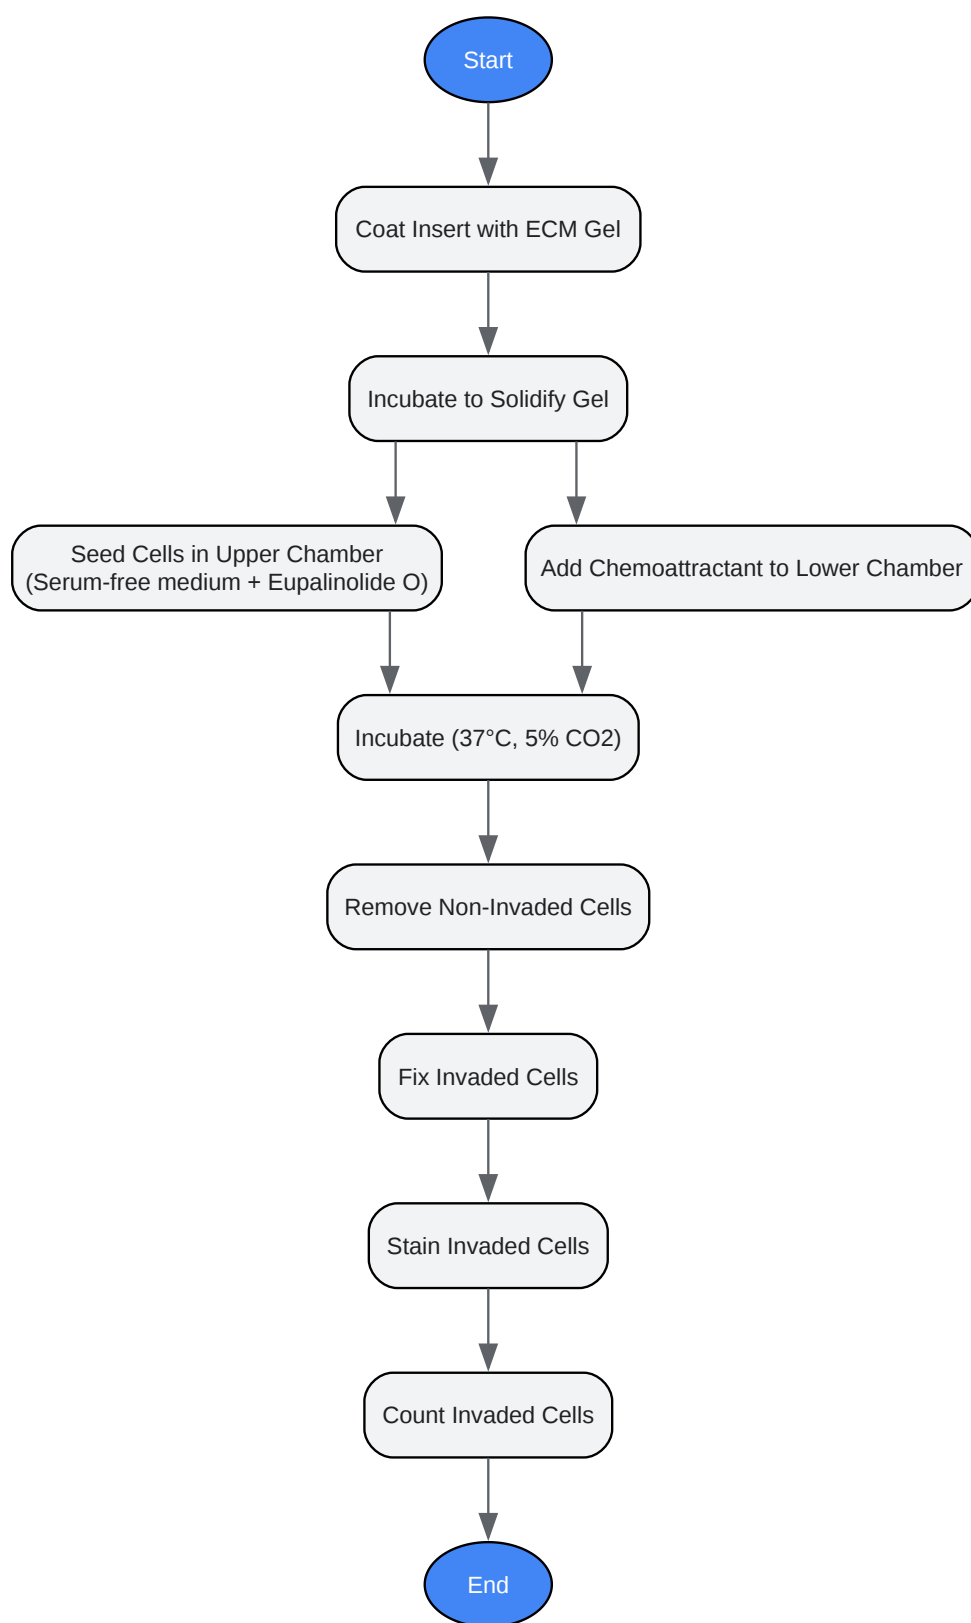 Start
Coat Insert with ECM Gel
Incubate to Solidify Gel
Seed Cells in Upper Chamber
(Serum-free medium + Eupalinolide O)
Add Chemoattractant to Lower Chamber
Incubate (37°C, 5% CO2)
Remove Non-Invaded Cells
Fix Invaded Cells
Stain Invaded Cells
Count Invaded Cells
End